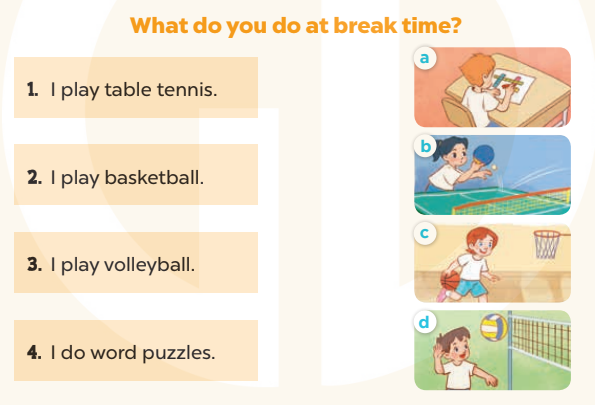 What do you do at break time?
1. I play table tennis.
2. I play basketball.
3. I play volleyball.
4. I do word puzzles.
a
b
c
d